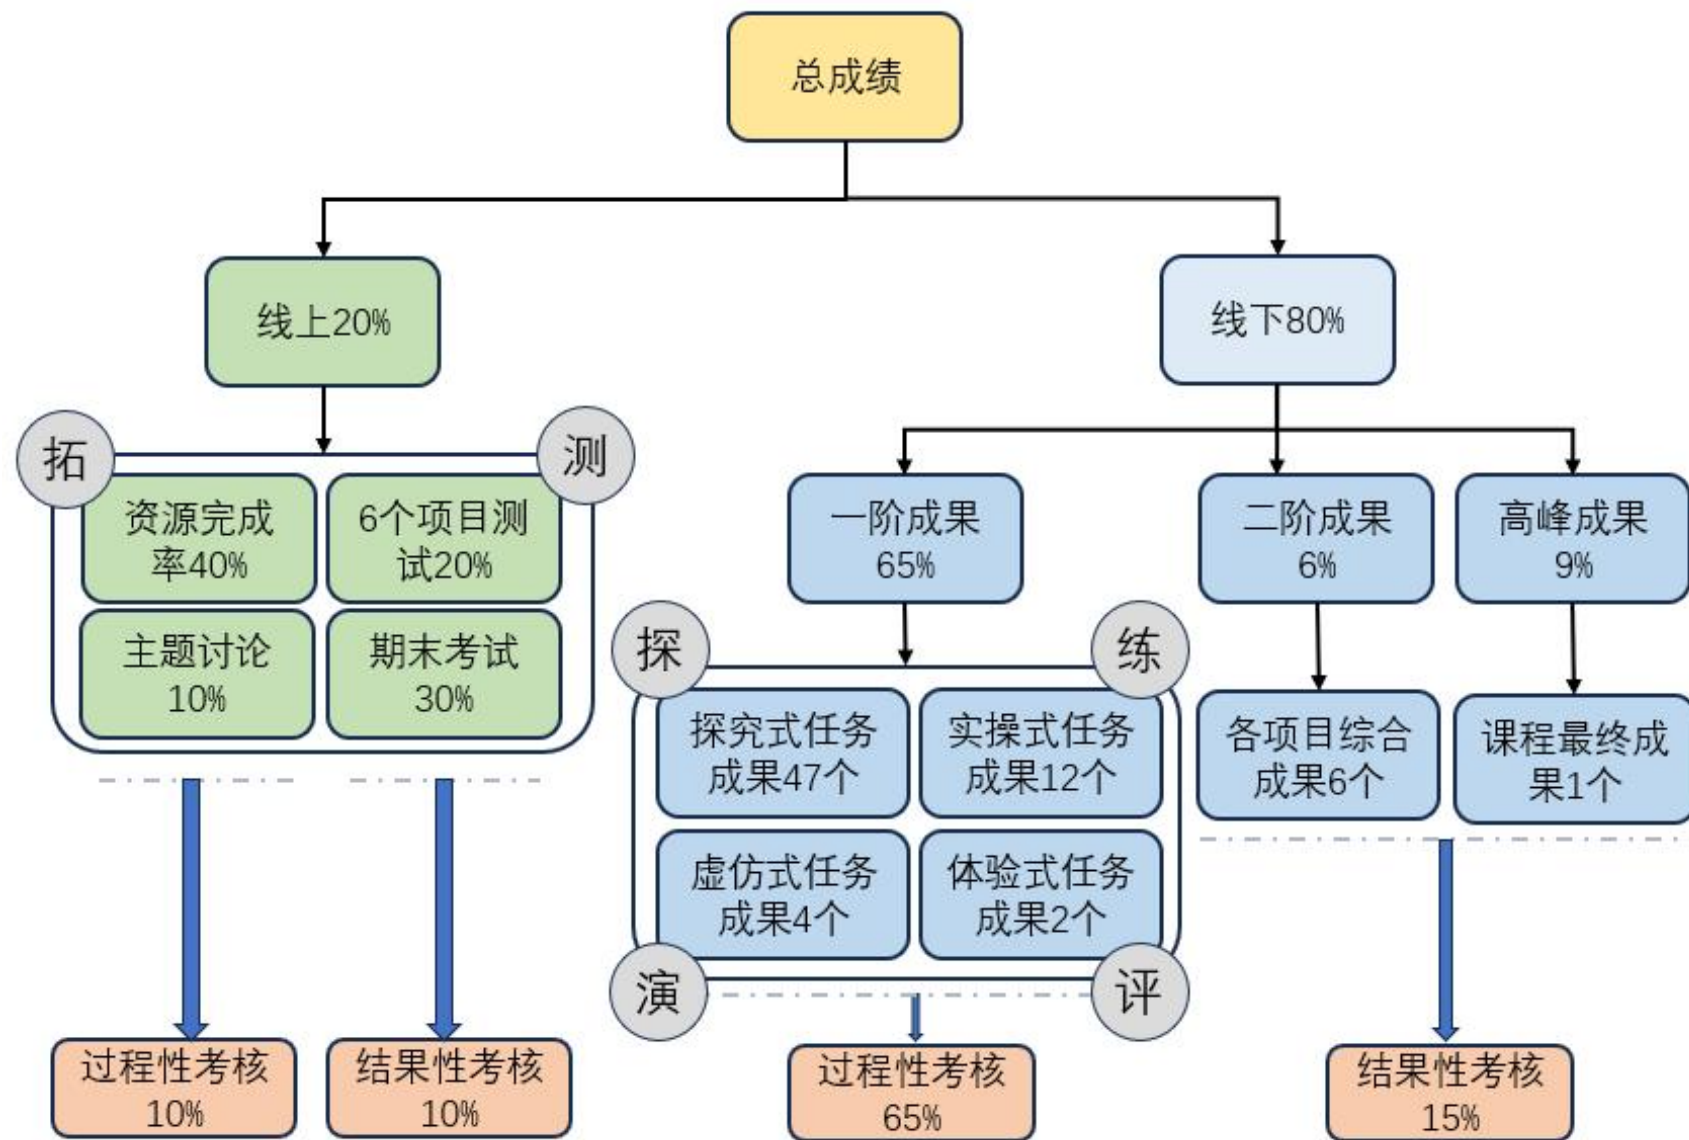 总成绩
线上20%
线下80%
拓
测
资源完成
率40%
6个项目测
试20%
主题讨论
10%
期末考试
30%
一阶成果
65%
二阶成果
6%
高峰成果
9%
探
练
探究式任务
成果47个
实操式任务
成果12个
虚仿式任务
成果4个
体验式任务
成果2个
演
评
各项目综合
成果6个
课程最终成
果1个
过程性考核
10%
结果性考核
10%
过程性考核
65%
结果性考核
15%